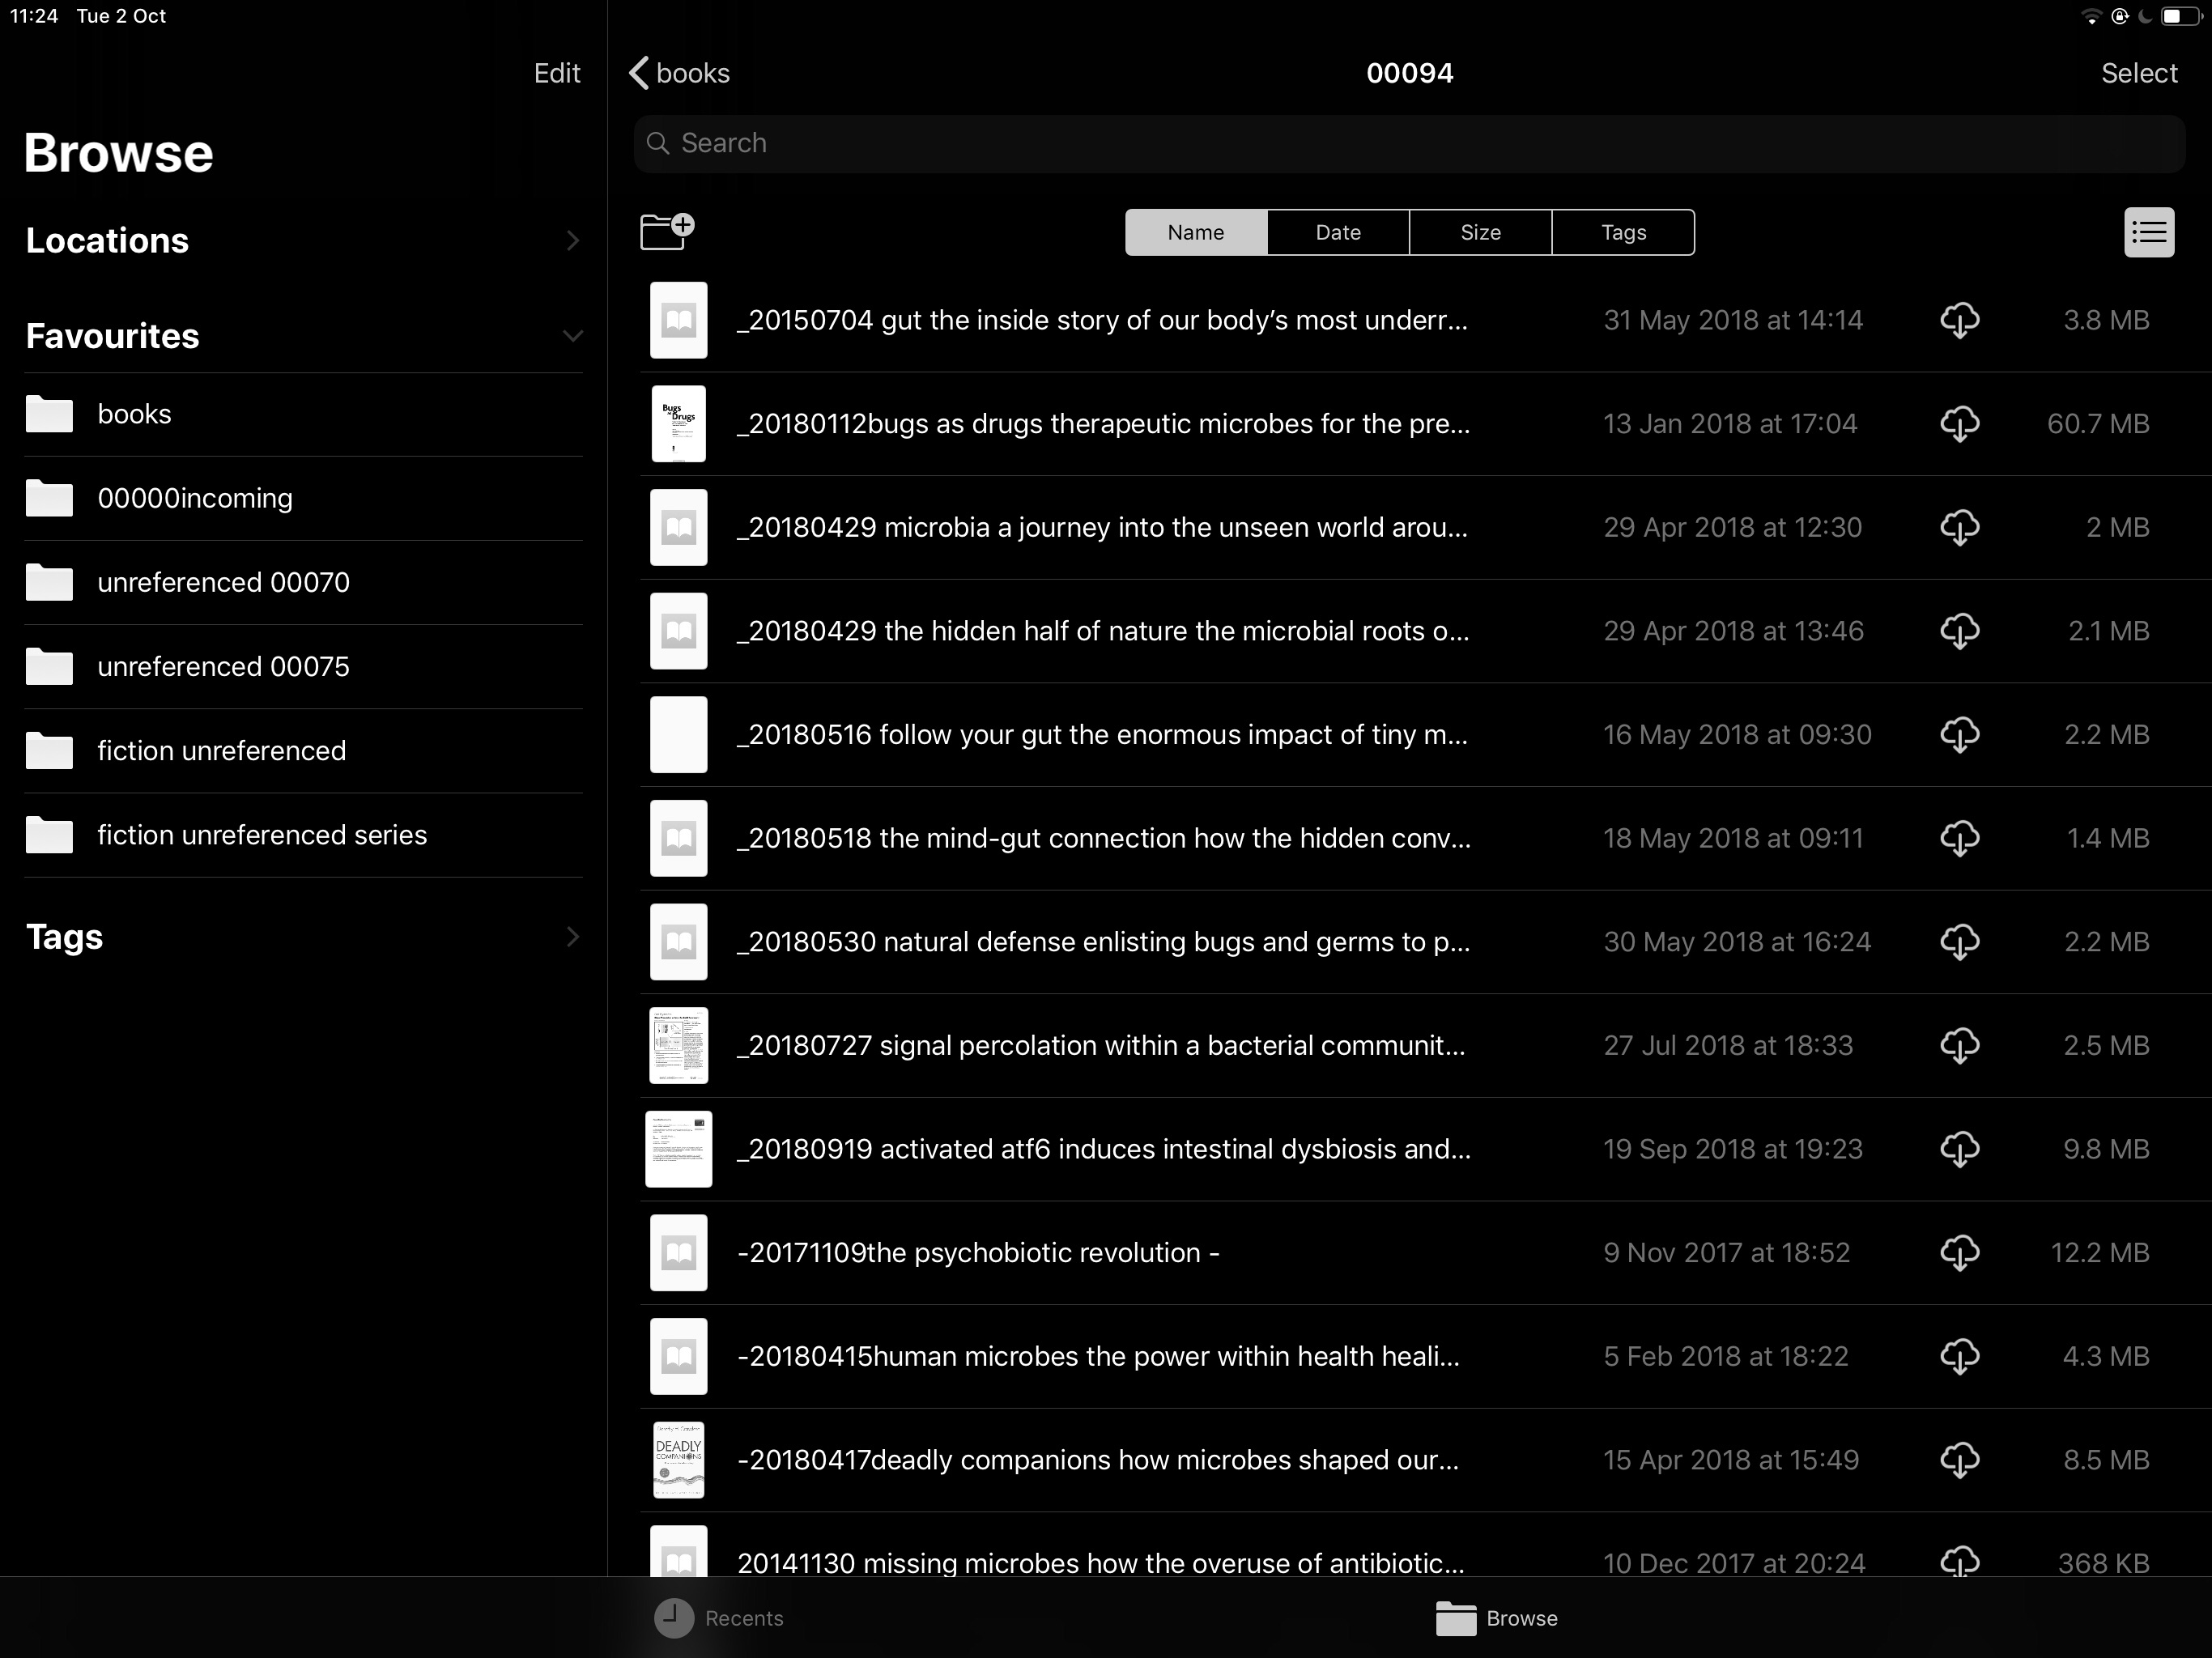 11:24 Tue 2 Oct
Edit
Browse
Locations
Favourites
books
00000incoming
unreferenced 00070
unreferenced 00075
fiction unreferenced
fiction unreferenced series
Tags
books
00094
Select
Search
Name Date Size Tags
_20150704 gut the inside story of our body’s most underr... 31 May 2018 at 14:14 3.8 MB
Bugs
as
Drugs
_20180112bugs as drugs therapeutic microbes for the pre... 13 Jan 2018 at 17:04 60.7 MB
_20180429 microbia a journey into the unseen world arou... 29 Apr 2018 at 12:30 2 MB
_20180429 the hidden half of nature the microbial roots o... 29 Apr 2018 at 13:46 2.1 MB
_20180516 follow your gut the enormous impact of tiny m... 16 May 2018 at 09:30 2.2 MB
_20180518 the mind-gut connection how the hidden conv... 18 May 2018 at 09:11 1.4 MB
_20180530 natural defense enlisting bugs and germs to p... 30 May 2018 at 16:24 2.2 MB
_20180727 signal percolation within a bacterial communit... 27 Jul 2018 at 18:33 2.5 MB
_20180919 activated atf6 induces intestinal dysbiosis and... 19 Sep 2018 at 19:23 9.8 MB
-20171109the psychobiotic revolution - 9 Nov 2017 at 18:52 12.2 MB
-20180415human microbes the power within health heali... 5 Feb 2018 at 18:22 4.3 MB
DEADLY
COMPANIONS
-20180417deadly companions how microbes shaped our... 15 Apr 2018 at 15:49 8.5 MB
20141130 missing microbes how the overuse of antibiotic... 10 Dec 2017 at 20:24 368 KB
Recents
Browse